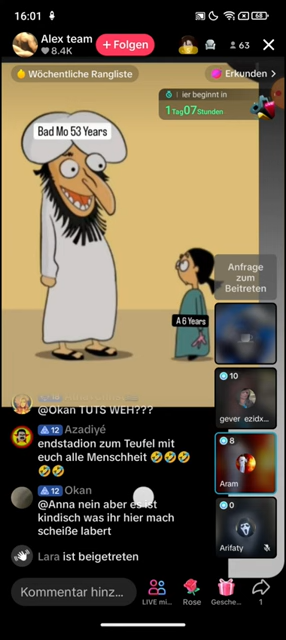 16:01
68
Alex team
8.4K
+ Folgen
63
Wöchentliche Rangliste
Erkunden >
ier beginnt in
1Tag07Stunden
Bad Mo 53 Years
A 6 Years
Anfrage
zum
Beitreten
10
gever ezidx...
8
Aram
0
Arifaty
@Okan TUTS WEH???
12 Azadiyé
endstadion zum Teufel mit
euch alle Menschheit 🤣🤣🤣
🤣🤣
12 Okan
@Anna nein aber es ist
kindisch was ihr hier mach
scheiße labert
Lara ist beigetreten
Kommentar hinz...
LIVE mi...
Rose
Gesche...
1